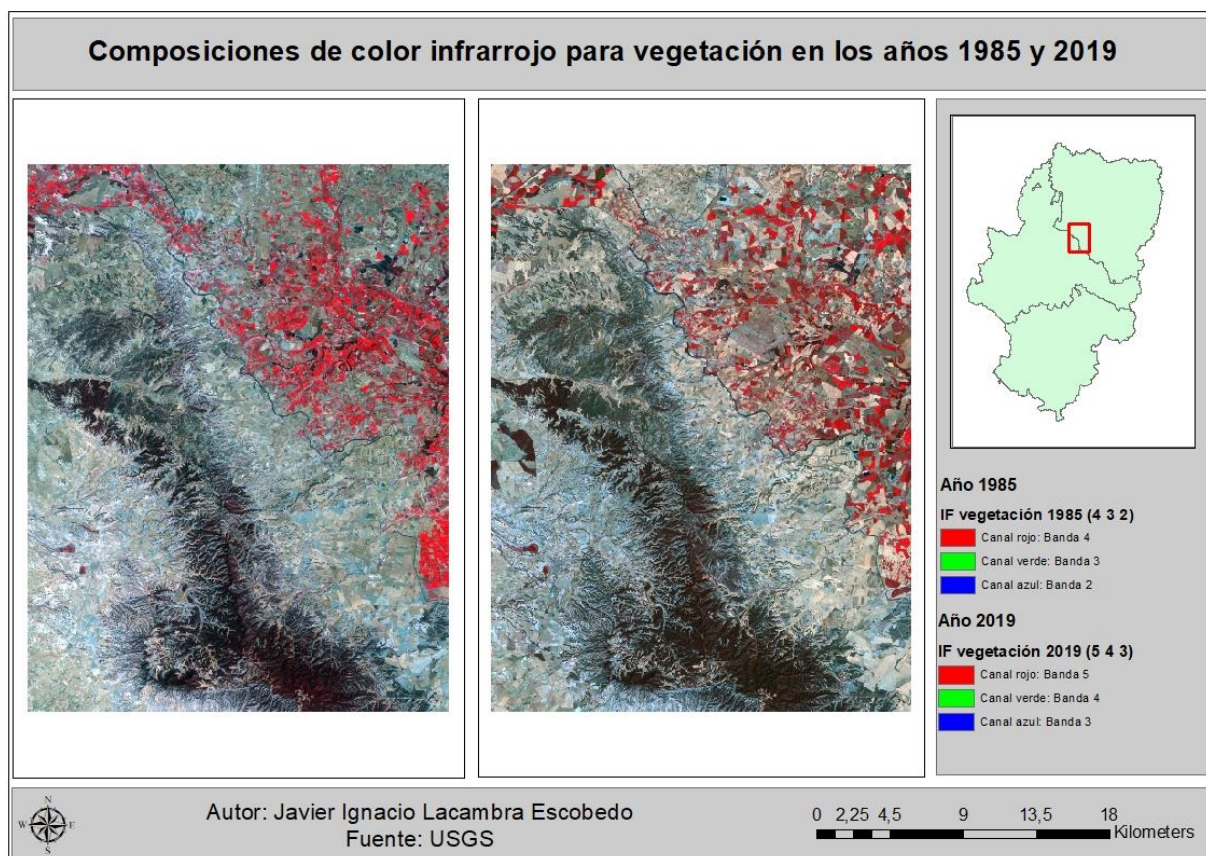 Composiciones de color infrarrojo para vegetación en los años 1985 y 2019
Año 1985
IF vegetación 1985 (4 3 2)
Canal rojo: Banda 4
Canal verde: Banda 3
Canal azul: Banda 2
Año 2019
IF vegetación 2019 (5 4 3)
Canal rojo: Banda 5
Canal verde: Banda 4
Canal azul: Banda 3
N
W E
S
Autor: Javier Ignacio Lacambra Escobedo
Fuente: USGS
0 2,25 4,5 9 13,5 18
Kilometers